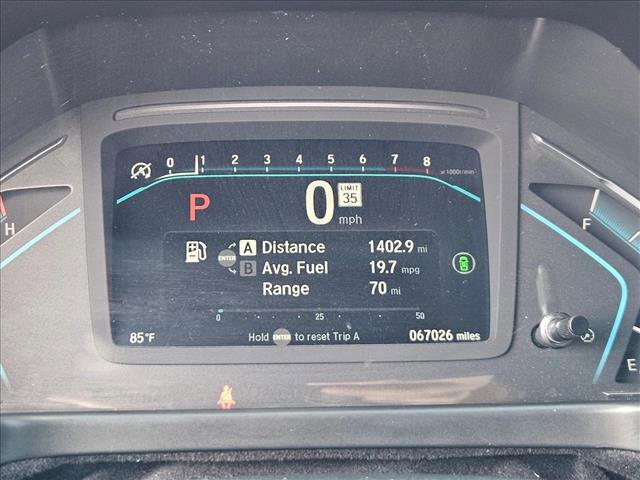 0 1 2 3 4 5 6 7 8 x1000r/min
P 0 mph LIMIT 35
A Distance 1402.9 mi
ENTER
B Avg. Fuel 19.7 mpg
Range 70 mi
0 25 50
85°F Hold ENTER to reset Trip A 067026 miles
H
F
E